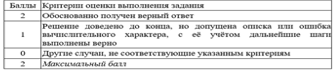 Баллы Критерии оценки выполнения задания
2 Обоснованно получен верный ответ
1 Решение доведено до конца, но допущена описка или ошибка
вычислительного характера, с её учётом дальнейшие шаги
выполнены верно
0 Другие случаи, не соответствующие указанным критериям
2 Максимальный балл